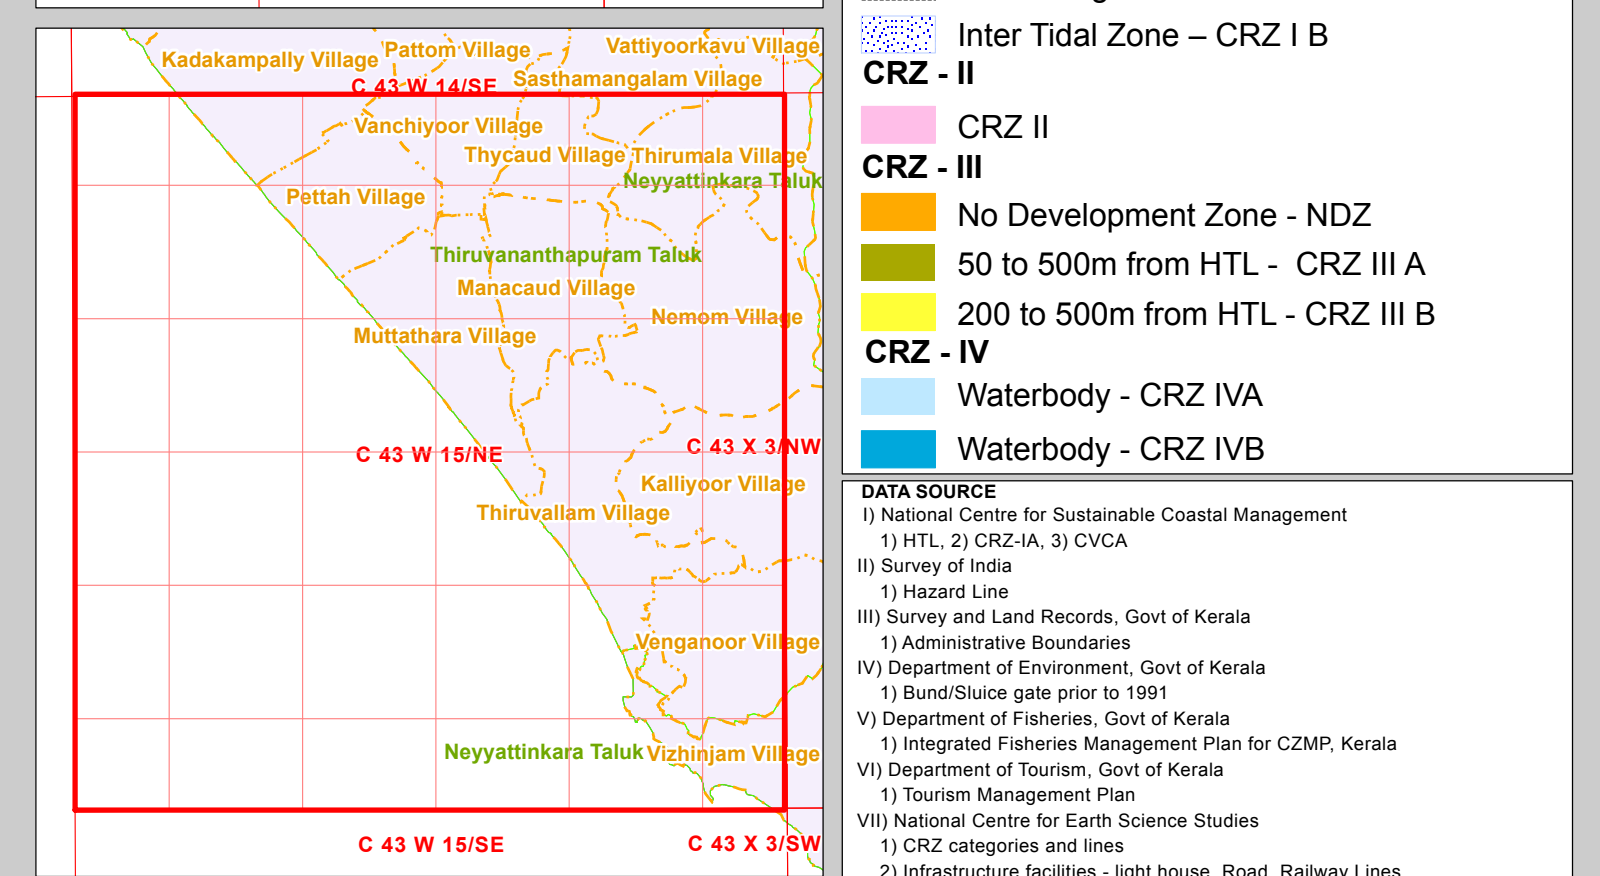 Kadakampally Village
Pattom Village
Vattiyoorkavu Village
Sasthamangalam Village
C 43 W 14/SE
Vanchiyoor Village
Thycaud Village
Thirumala Village
Neyyattinkara Taluk
Pettah Village
Thiruvananthapuram Taluk
Manacaud Village
Nemom Village
Muttathara Village
C 43 W 15/NE
C 43 X 3/NW
Kalliyoor Village
Thiruvallam Village
Venganoor Village
Neyyattinkara Taluk
Vizhinjam Village
C 43 W 15/SE
C 43 X 3/SW
Inter Tidal Zone – CRZ I B
CRZ - II
CRZ II
CRZ - III
No Development Zone - NDZ
50 to 500m from HTL - CRZ III A
200 to 500m from HTL - CRZ III B
CRZ - IV
Waterbody - CRZ IVA
Waterbody - CRZ IVB
DATA SOURCE
I) National Centre for Sustainable Coastal Management
1) HTL, 2) CRZ-IA, 3) CVCA
II) Survey of India
1) Hazard Line
III) Survey and Land Records, Govt of Kerala
1) Administrative Boundaries
IV) Department of Environment, Govt of Kerala
1) Bund/Sluice gate prior to 1991
V) Department of Fisheries, Govt of Kerala
1) Integrated Fisheries Management Plan for CZMP, Kerala
VI) Department of Tourism, Govt of Kerala
1) Tourism Management Plan
VII) National Centre for Earth Science Studies
1) CRZ categories and lines
2) Infrastructure facilities - light house, Road, Railway Lines